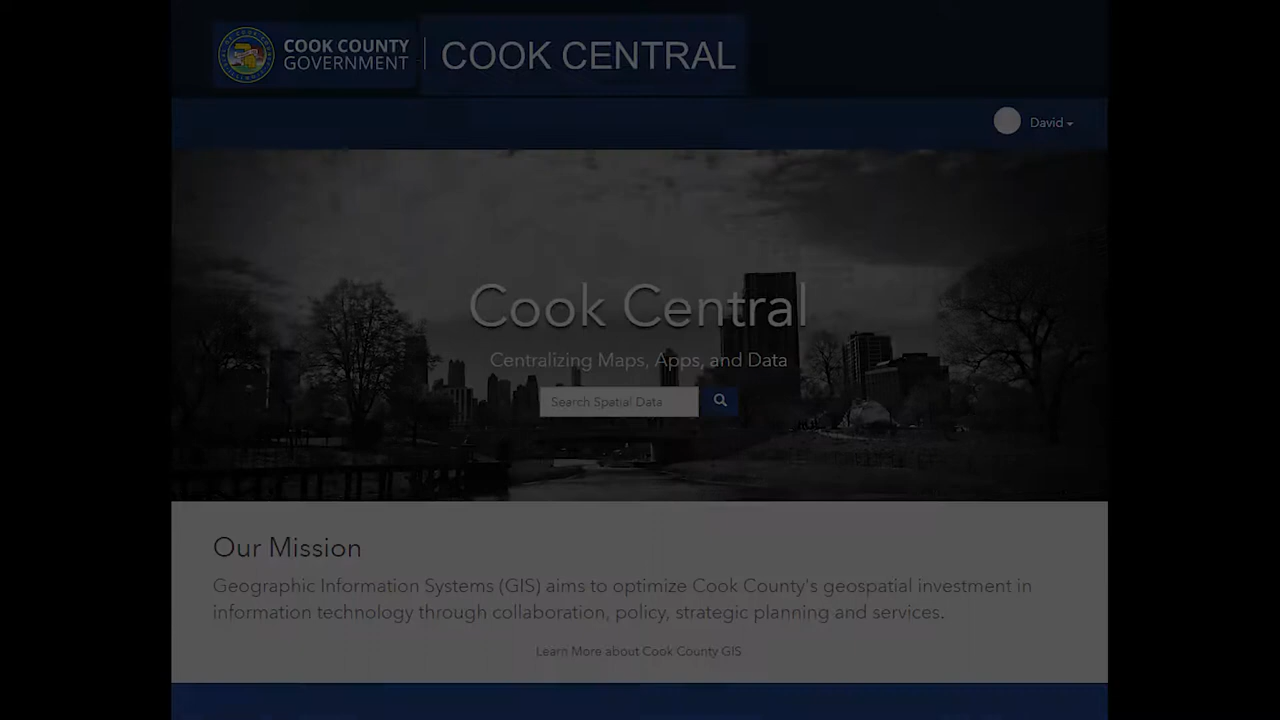 COOK COUNTY
GOVERNMENT
COOK CENTRAL
David
Cook Central
Centralizing Maps, Apps, and Data
Search Spatial Data
Our Mission
Geographic Information Systems (GIS) aims to optimize Cook County's geospatial investment in
information technology through collaboration, policy, strategic planning and services.
Learn More about Cook County GIS